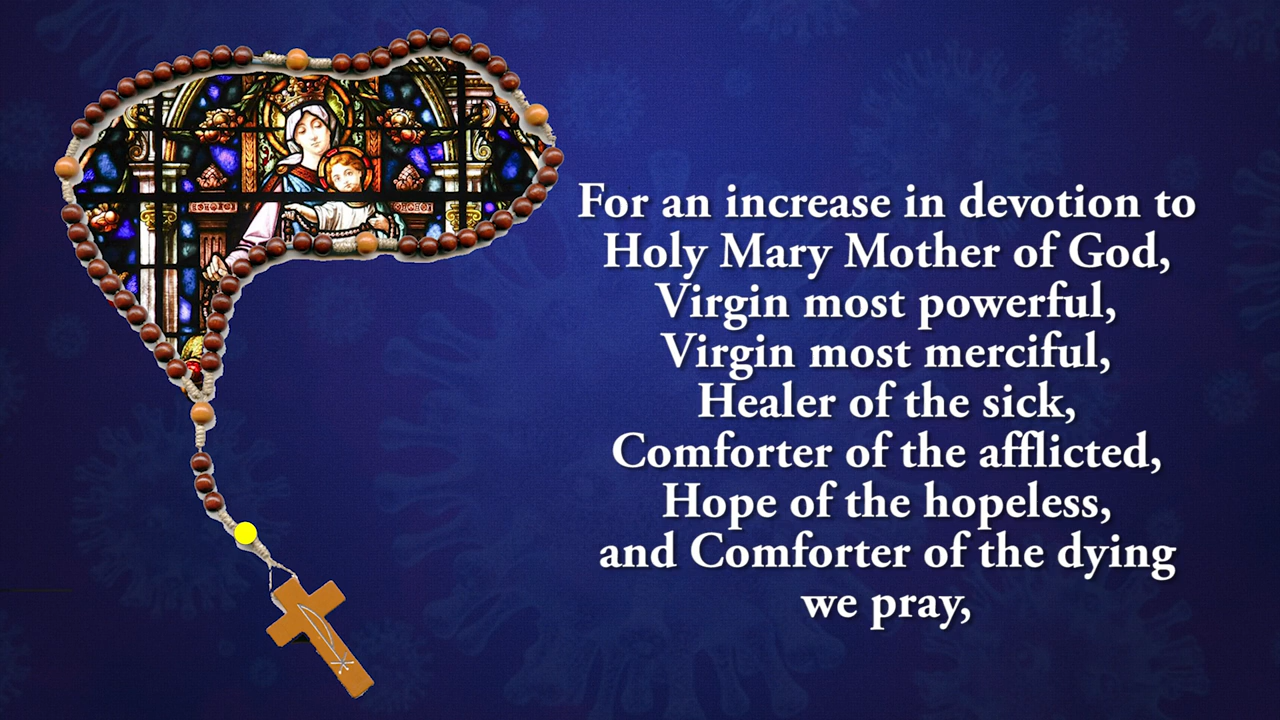 For an increase in devotion to
Holy Mary Mother of God,
Virgin most powerful,
Virgin most merciful,
Healer of the sick,
Comforter of the afflicted,
Hope of the hopeless,
and Comforter of the dying
we pray,